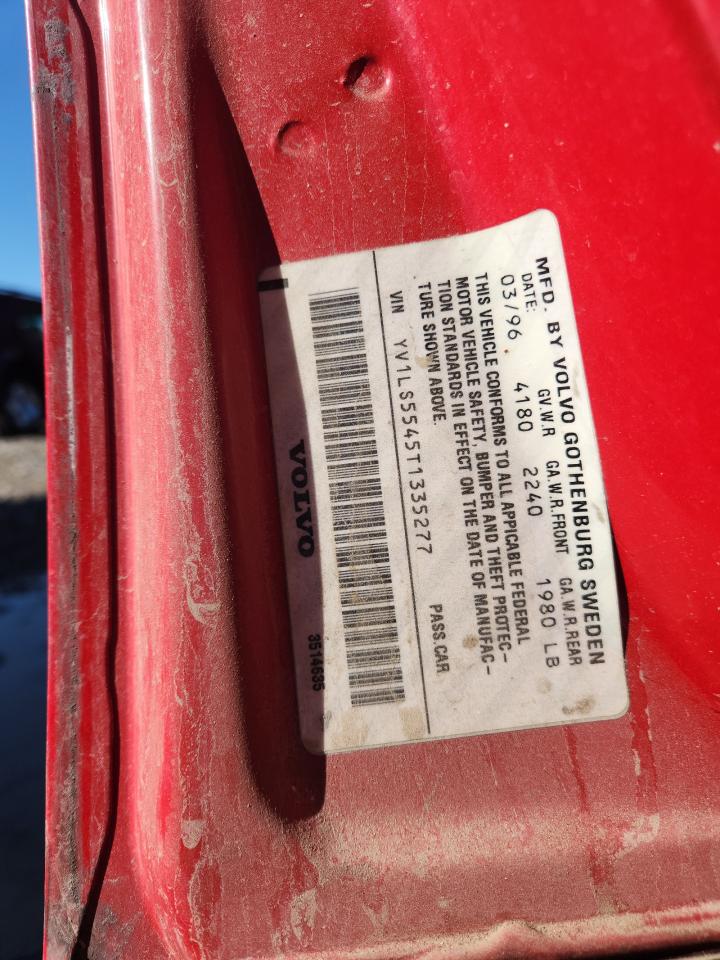 MFD. BY VOLVO GOTHENBURG SWEDEN
DATE: GV.W.R GA.W.R.FRONT GA.W.R.REAR
03/96 4180 2240 1980 LB
THIS VEHICLE CONFORMS TO ALL APPICABLE FEDERAL
MOTOR VEHICLE SAFETY, BUMPER AND THEFT PROTEC-
TION STANDARDS IN EFFECT ON THE DATE OF MANUFAC-
TURE SHOWN ABOVE.
VIN YV1LS5545T1335277 PASS.CAR
VOLVO 3514635